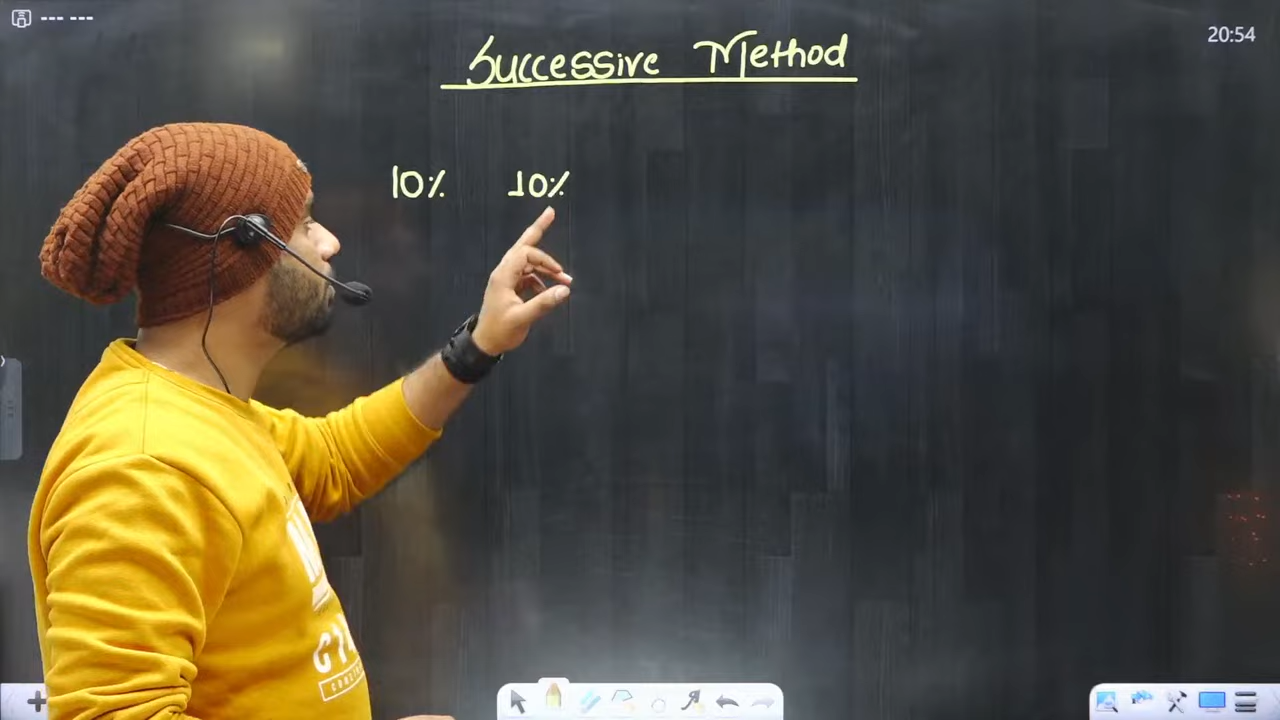 --- ---
20:54
Successive Method
10% 10%